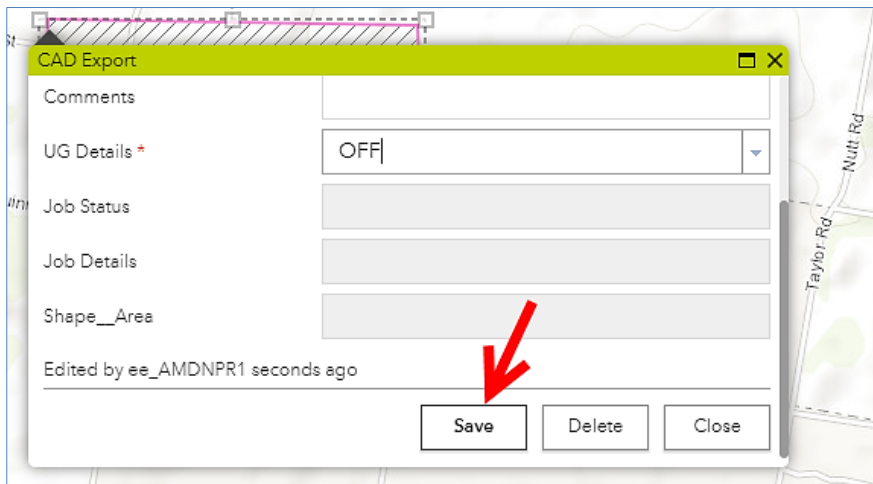 St
CAD Export
Comments
UG Details *
OFF
Job Status
Job Details
Shape__Area
Edited by ee_AMDNPR1 seconds ago
Save
Delete
Close
Nutt Rd
Taylor Rd